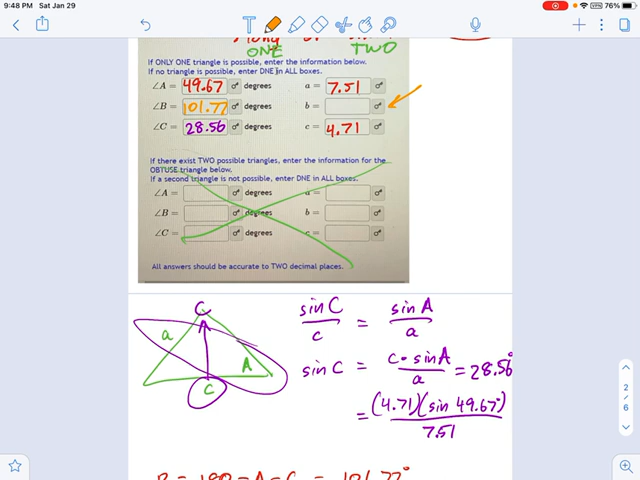 9:48 PM Sat Jan 29
76%
ONE TWO
If ONLY ONE triangle is possible, enter the information below.
If no triangle is possible, enter DNE in ALL boxes.
∠A = 49.67 degrees a = 7.51
∠B = 101.77 degrees b =
∠C = 28.56 degrees c = 4.71
If there exist TWO possible triangles, enter the information for the
OBTUSE triangle below.
If a second triangle is not possible, enter DNE in ALL boxes.
∠A = degrees a =
∠B = degrees b =
∠C = degrees c =
All answers should be accurate to TWO decimal places.
C
a
A
c
sin C / c = sin A / a
sin C = c · sin A / a = 28.56°
= (4.71)(sin 49.67°) / 7.51
B = 180 - A - C = 101.77°
2
/
6